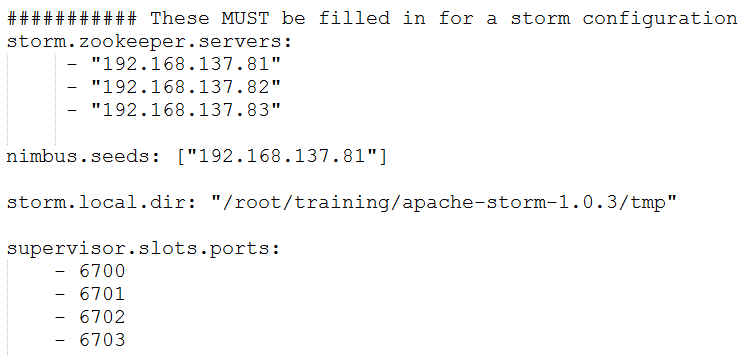 ########### These MUST be filled in for a storm configuration
storm.zookeeper.servers:
- "192.168.137.81"
- "192.168.137.82"
- "192.168.137.83"
nimbus.seeds: ["192.168.137.81"]
storm.local.dir: "/root/training/apache-storm-1.0.3/tmp"
supervisor.slots.ports:
- 6700
- 6701
- 6702
- 6703